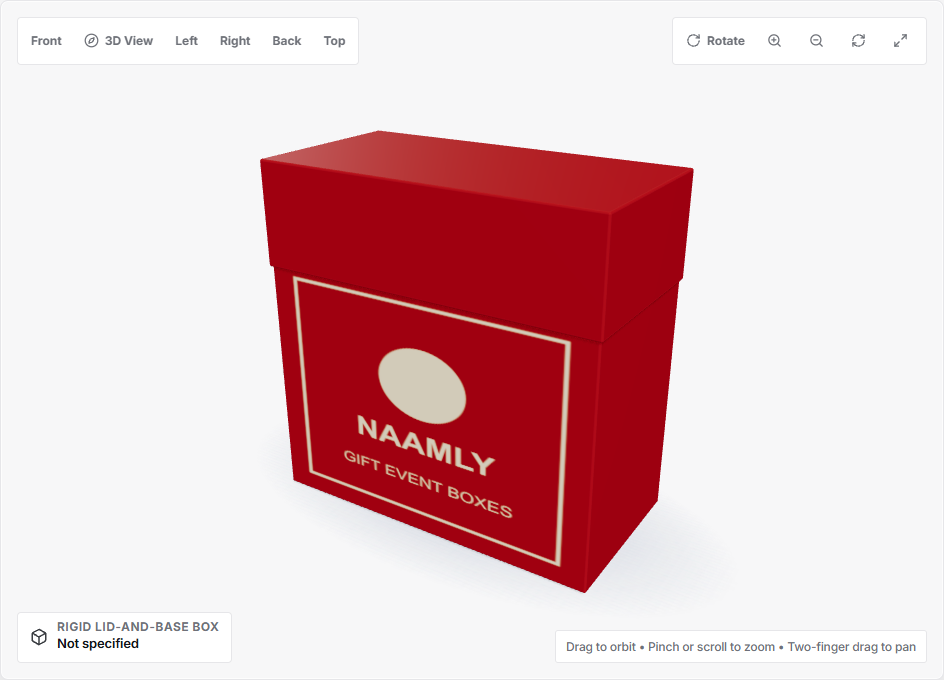 Front 3D View Left Right Back Top
Rotate
NAAMLY
GIFT EVENT BOXES
RIGID LID-AND-BASE BOX
Not specified
Drag to orbit • Pinch or scroll to zoom • Two-finger drag to pan